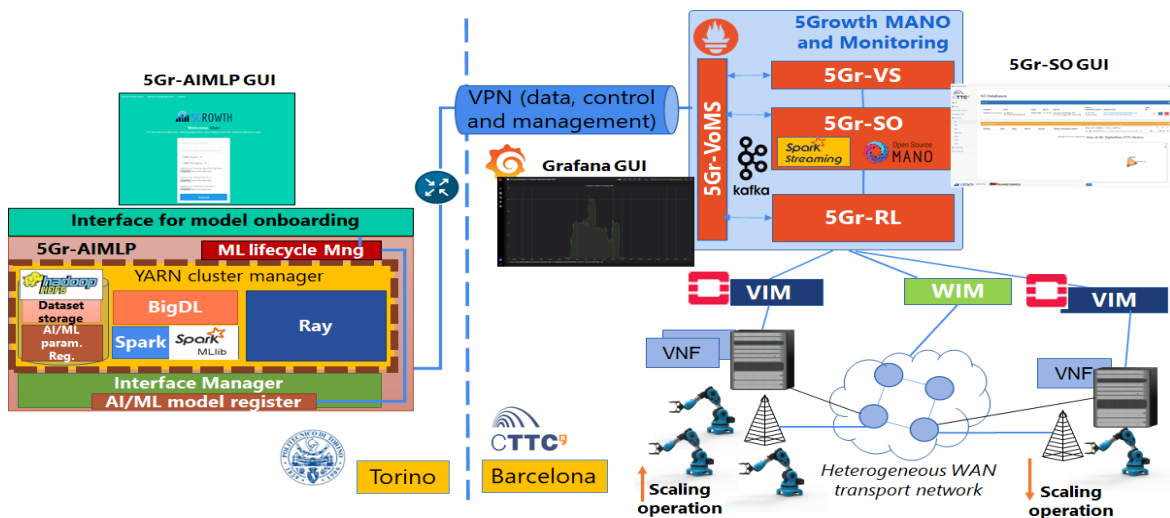 5Gr-AIMLP GUI
5GROWTH
Interface for model onboarding
5Gr-AIMLP
ML lifecycle Mng
YARN cluster manager
hadoop
HDFS
Dataset
storage
AI/ML
param.
Reg.
BigDL
Spark
Spark
MLlib
Ray
Interface Manager
AI/ML model register
POLITECNICO DI TORINO
Torino
VPN (data, control
and management)
Grafana GUI
CTTC
Barcelona
5Growth MANO
and Monitoring
5Gr-VoMS
5Gr-VS
5Gr-SO
kafka
Spark
Streaming
Open Source
MANO
5Gr-RL
5Gr-SO GUI
CTTC
VIM
WIM
VIM
VNF
VNF
Heterogeneous WAN
transport network
Scaling
operation
Scaling
operation